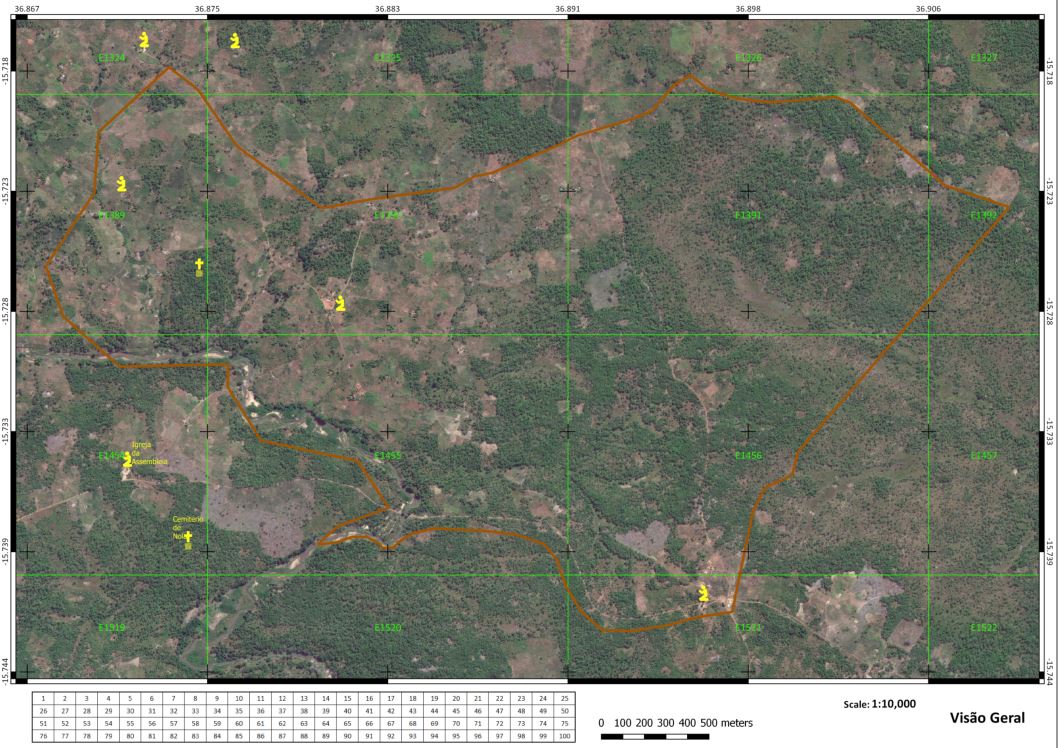 36.867 36.875 36.883 36.891 36.898 36.906
E1324 E1325 E1326 E1327
-15.718 -15.718
-15.723 -15.723
E1389 E1391 E1392
-15.728 -15.728
-15.733 -15.733
Igreja
da
Assembleia
E1455 E1456 E1457
Cemiterio
de
-15.739 -15.739
E1519 E1520 E1521 E1522
-15.744 -15.744
1 2 3 4 5 6 7 8 9 10 11 12 13 14 15 16 17 18 19 20 21 22 23 24 25
26 27 28 29 30 31 32 33 34 35 36 37 38 39 40 41 42 43 44 45 46 47 48 49 50
51 52 53 54 55 56 57 58 59 60 61 62 63 64 65 66 67 68 69 70 71 72 73 74 75
76 77 78 79 80 81 82 83 84 85 86 87 88 89 90 91 92 93 94 95 96 97 98 99 100
0 100 200 300 400 500 meters
Scale: 1:10,000
Visão Geral